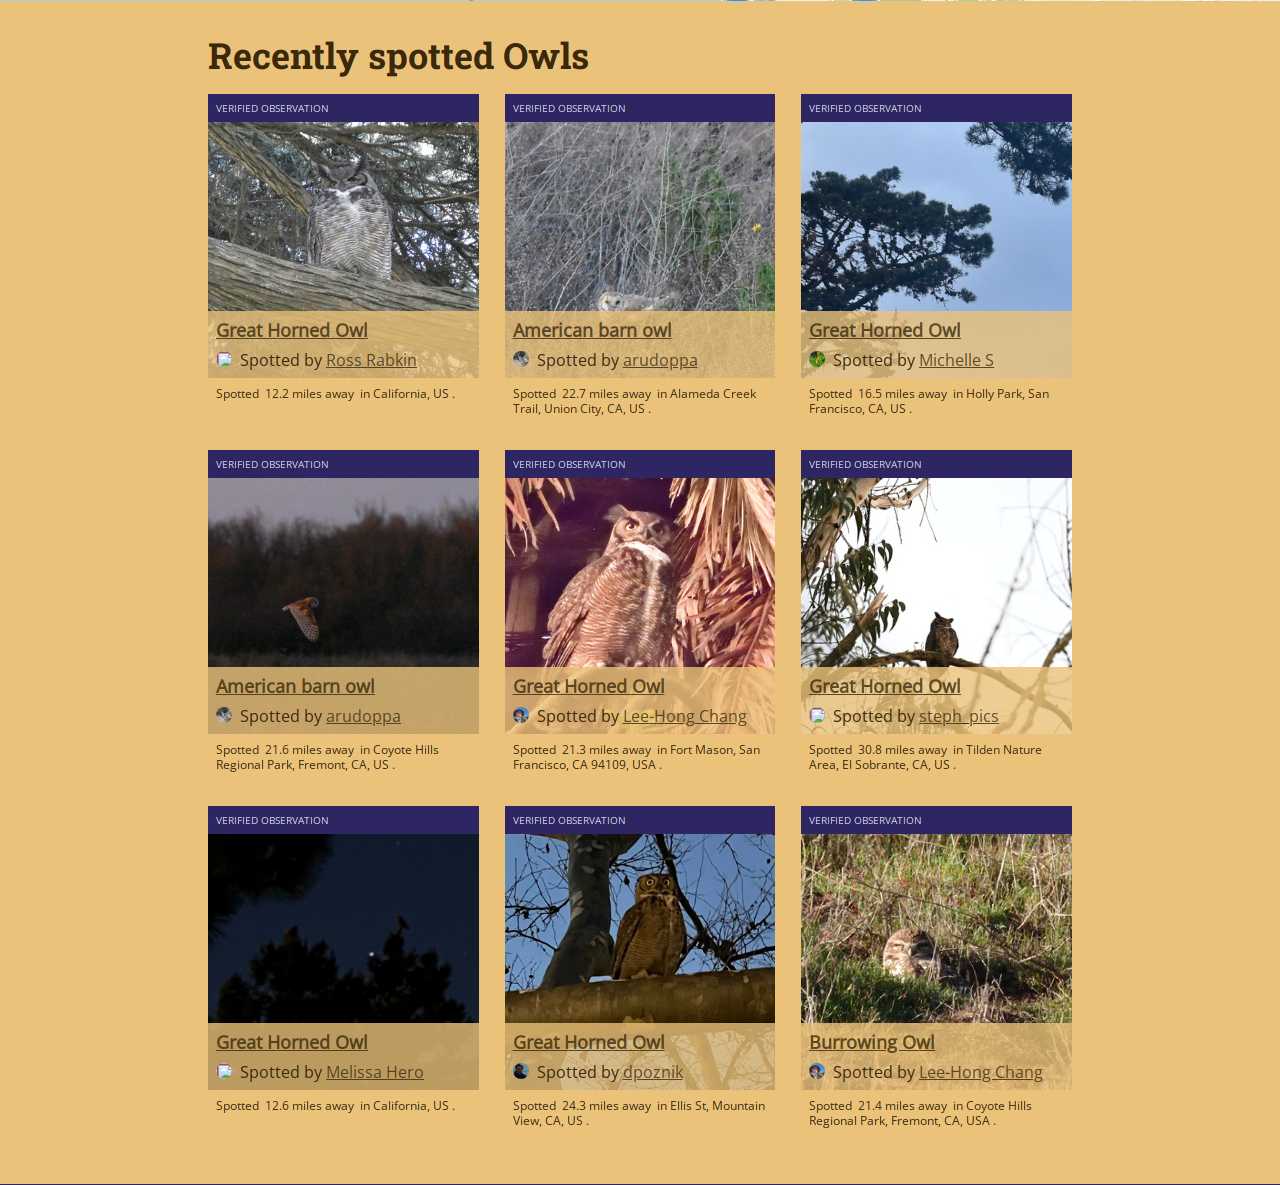 Recently spotted Owls
VERIFIED OBSERVATION
Great Horned Owl
Spotted by Ross Rabkin
Spotted 12.2 miles away in California, US .
VERIFIED OBSERVATION
American barn owl
Spotted by arudoppa
Spotted 22.7 miles away in Alameda Creek
Trail, Union City, CA, US .
VERIFIED OBSERVATION
Great Horned Owl
Spotted by Michelle S
Spotted 16.5 miles away in Holly Park, San
Francisco, CA, US .
VERIFIED OBSERVATION
American barn owl
Spotted by arudoppa
Spotted 21.6 miles away in Coyote Hills
Regional Park, Fremont, CA, US .
VERIFIED OBSERVATION
Great Horned Owl
Spotted by Lee-Hong Chang
Spotted 21.3 miles away in Fort Mason, San
Francisco, CA 94109, USA .
VERIFIED OBSERVATION
Great Horned Owl
Spotted by steph_pics
Spotted 30.8 miles away in Tilden Nature
Area, El Sobrante, CA, US .
VERIFIED OBSERVATION
Great Horned Owl
Spotted by Melissa Hero
Spotted 12.6 miles away in California, US .
VERIFIED OBSERVATION
Great Horned Owl
Spotted by dpoznik
Spotted 24.3 miles away in Ellis St, Mountain
View, CA, US .
VERIFIED OBSERVATION
Burrowing Owl
Spotted by Lee-Hong Chang
Spotted 21.4 miles away in Coyote Hills
Regional Park, Fremont, CA, USA .